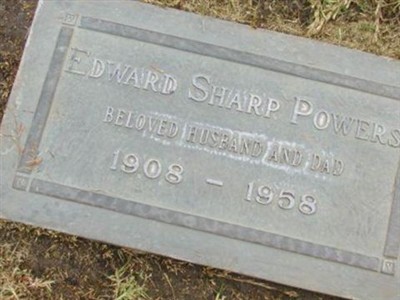 Edward Sharp Powers
Beloved Husband and Dad
1908 - 1958